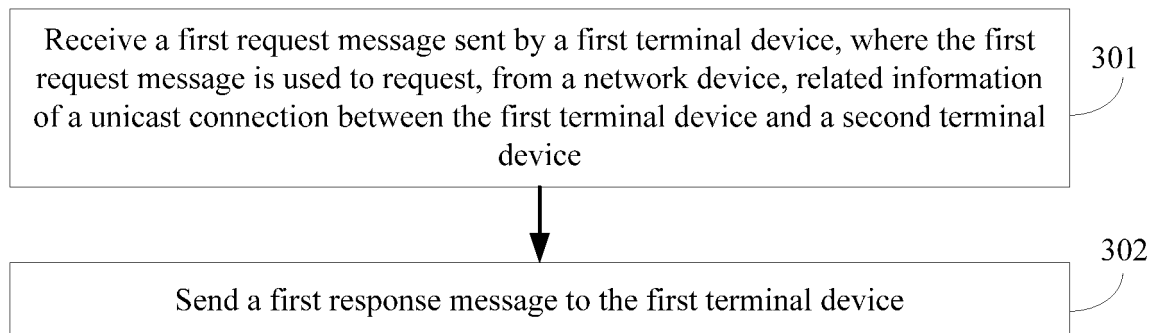 Receive a first request message sent by a first terminal device, where the first
request message is used to request, from a network device, related information
of a unicast connection between the first terminal device and a second terminal
device
301
302
Send a first response message to the first terminal device